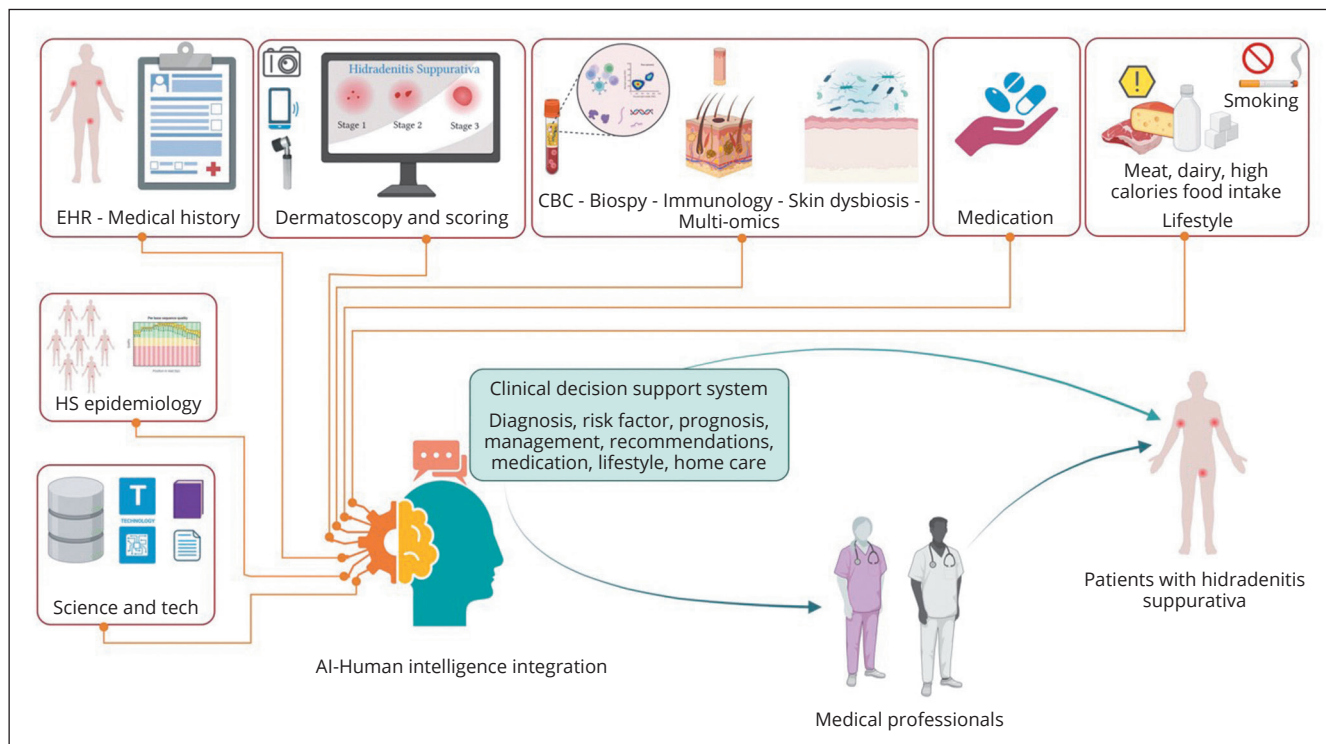 Hidradenitis Suppurativa
Stage 1
Stage 2
Stage 3
Smoking
EHR - Medical history
Dermatoscopy and scoring
CBC - Biospy - Immunology - Skin dysbiosis -
Multi-omics
Medication
Meat, dairy, high
calories food intake
Lifestyle
HS epidemiology
T
TECHNOLOGY
Science and tech
Clinical decision support system
Diagnosis, risk factor, prognosis,
management, recommendations,
medication, lifestyle, home care
AI-Human intelligence integration
Medical professionals
Patients with hidradenitis
suppurativa